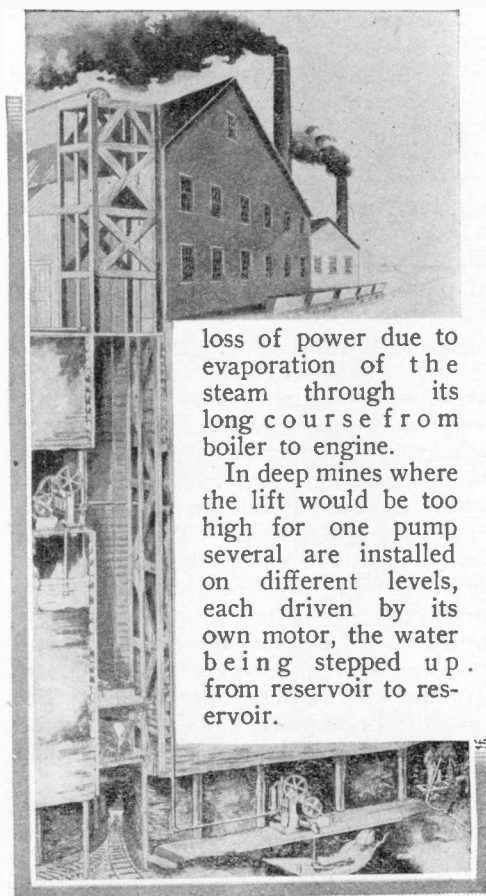 loss of power due to
evaporation of the
steam through its
long course from
boiler to engine.
In deep mines where
the lift would be too
high for one pump
several are installed
on different levels,
each driven by its
own motor, the water
being stepped up
from reservoir to res-
ervoir.